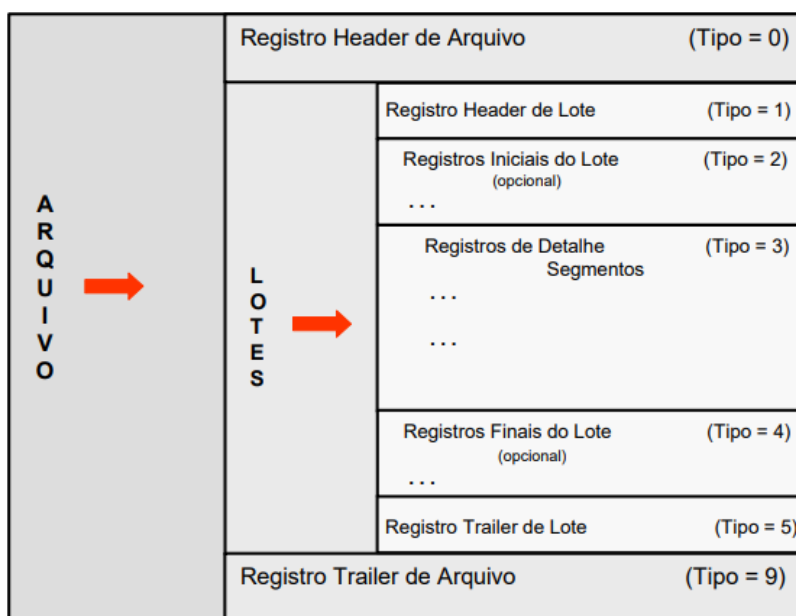 ARQUIVO
Registro Header de Arquivo (Tipo = 0)
LOTES
Registro Header de Lote (Tipo = 1)
Registros Iniciais do Lote (Tipo = 2)
(opcional)
. . .
Registros de Detalhe (Tipo = 3)
Segmentos
. . .
. . .
Registros Finais do Lote (Tipo = 4)
(opcional)
. . .
Registro Trailer de Lote (Tipo = 5)
Registro Trailer de Arquivo (Tipo = 9)